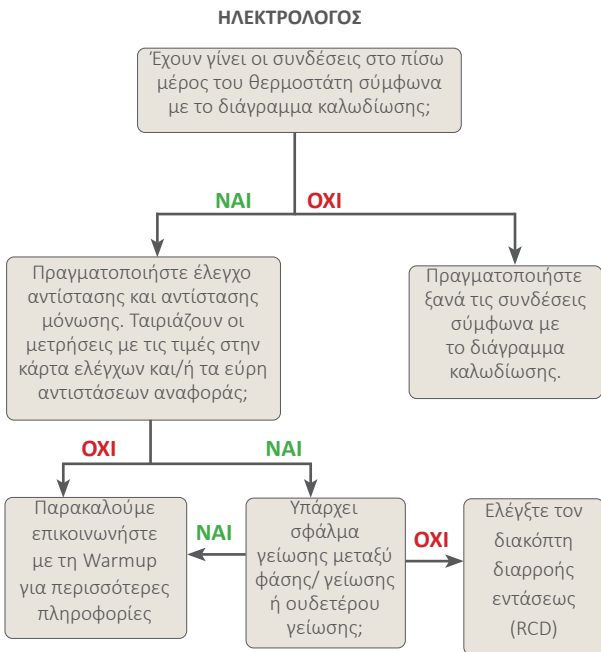 ΗΛΕΚΤΡΟΛΟΓΟΣ
Έχουν γίνει οι συνδέσεις στο πίσω
μέρος του θερμοστάτη σύμφωνα
με το διάγραμμα καλωδίωσης;
ΝΑΙ ΟΧΙ
Πραγματοποιήστε έλεγχο
αντίστασης και αντίστασης
μόνωσης. Ταιριάζουν οι
μετρήσεις με τις τιμές στην
κάρτα ελέγχων και/ή τα εύρη
αντιστάσεων αναφοράς;
Πραγματοποιήστε
ξανά τις συνδέσεις
σύμφωνα με
το διάγραμμα
καλωδίωσης.
ΟΧΙ ΝΑΙ
Παρακαλούμε
επικοινωνήστε
με τη Warmup
για περισσότερες
πληροφορίες
ΝΑΙ
Υπάρχει
σφάλμα
γείωσης μεταξύ
φάσης/ γείωσης
ή ουδετέρου
γείωσης;
ΟΧΙ
Ελέγξτε τον
διακόπτη
διαρροής
εντάσεως
(RCD)